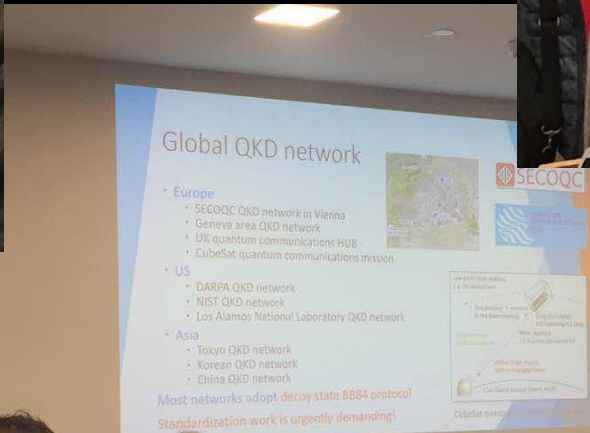 Global QKD network
• Europe
• SECOQC QKD network in Vienna
• Geneva area QKD network
• UK quantum communications HUB
• CubeSat quantum communications mission
• US
• DARPA QKD network
• NIST QKD network
• Los Alamos National Laboratory QKD network
• Asia
• Tokyo QKD network
• Korean QKD network
• China QKD network
Most networks adopt decoy state BB84 protocol
Standardization work is urgently demanding!
SECOQC
CubeSat